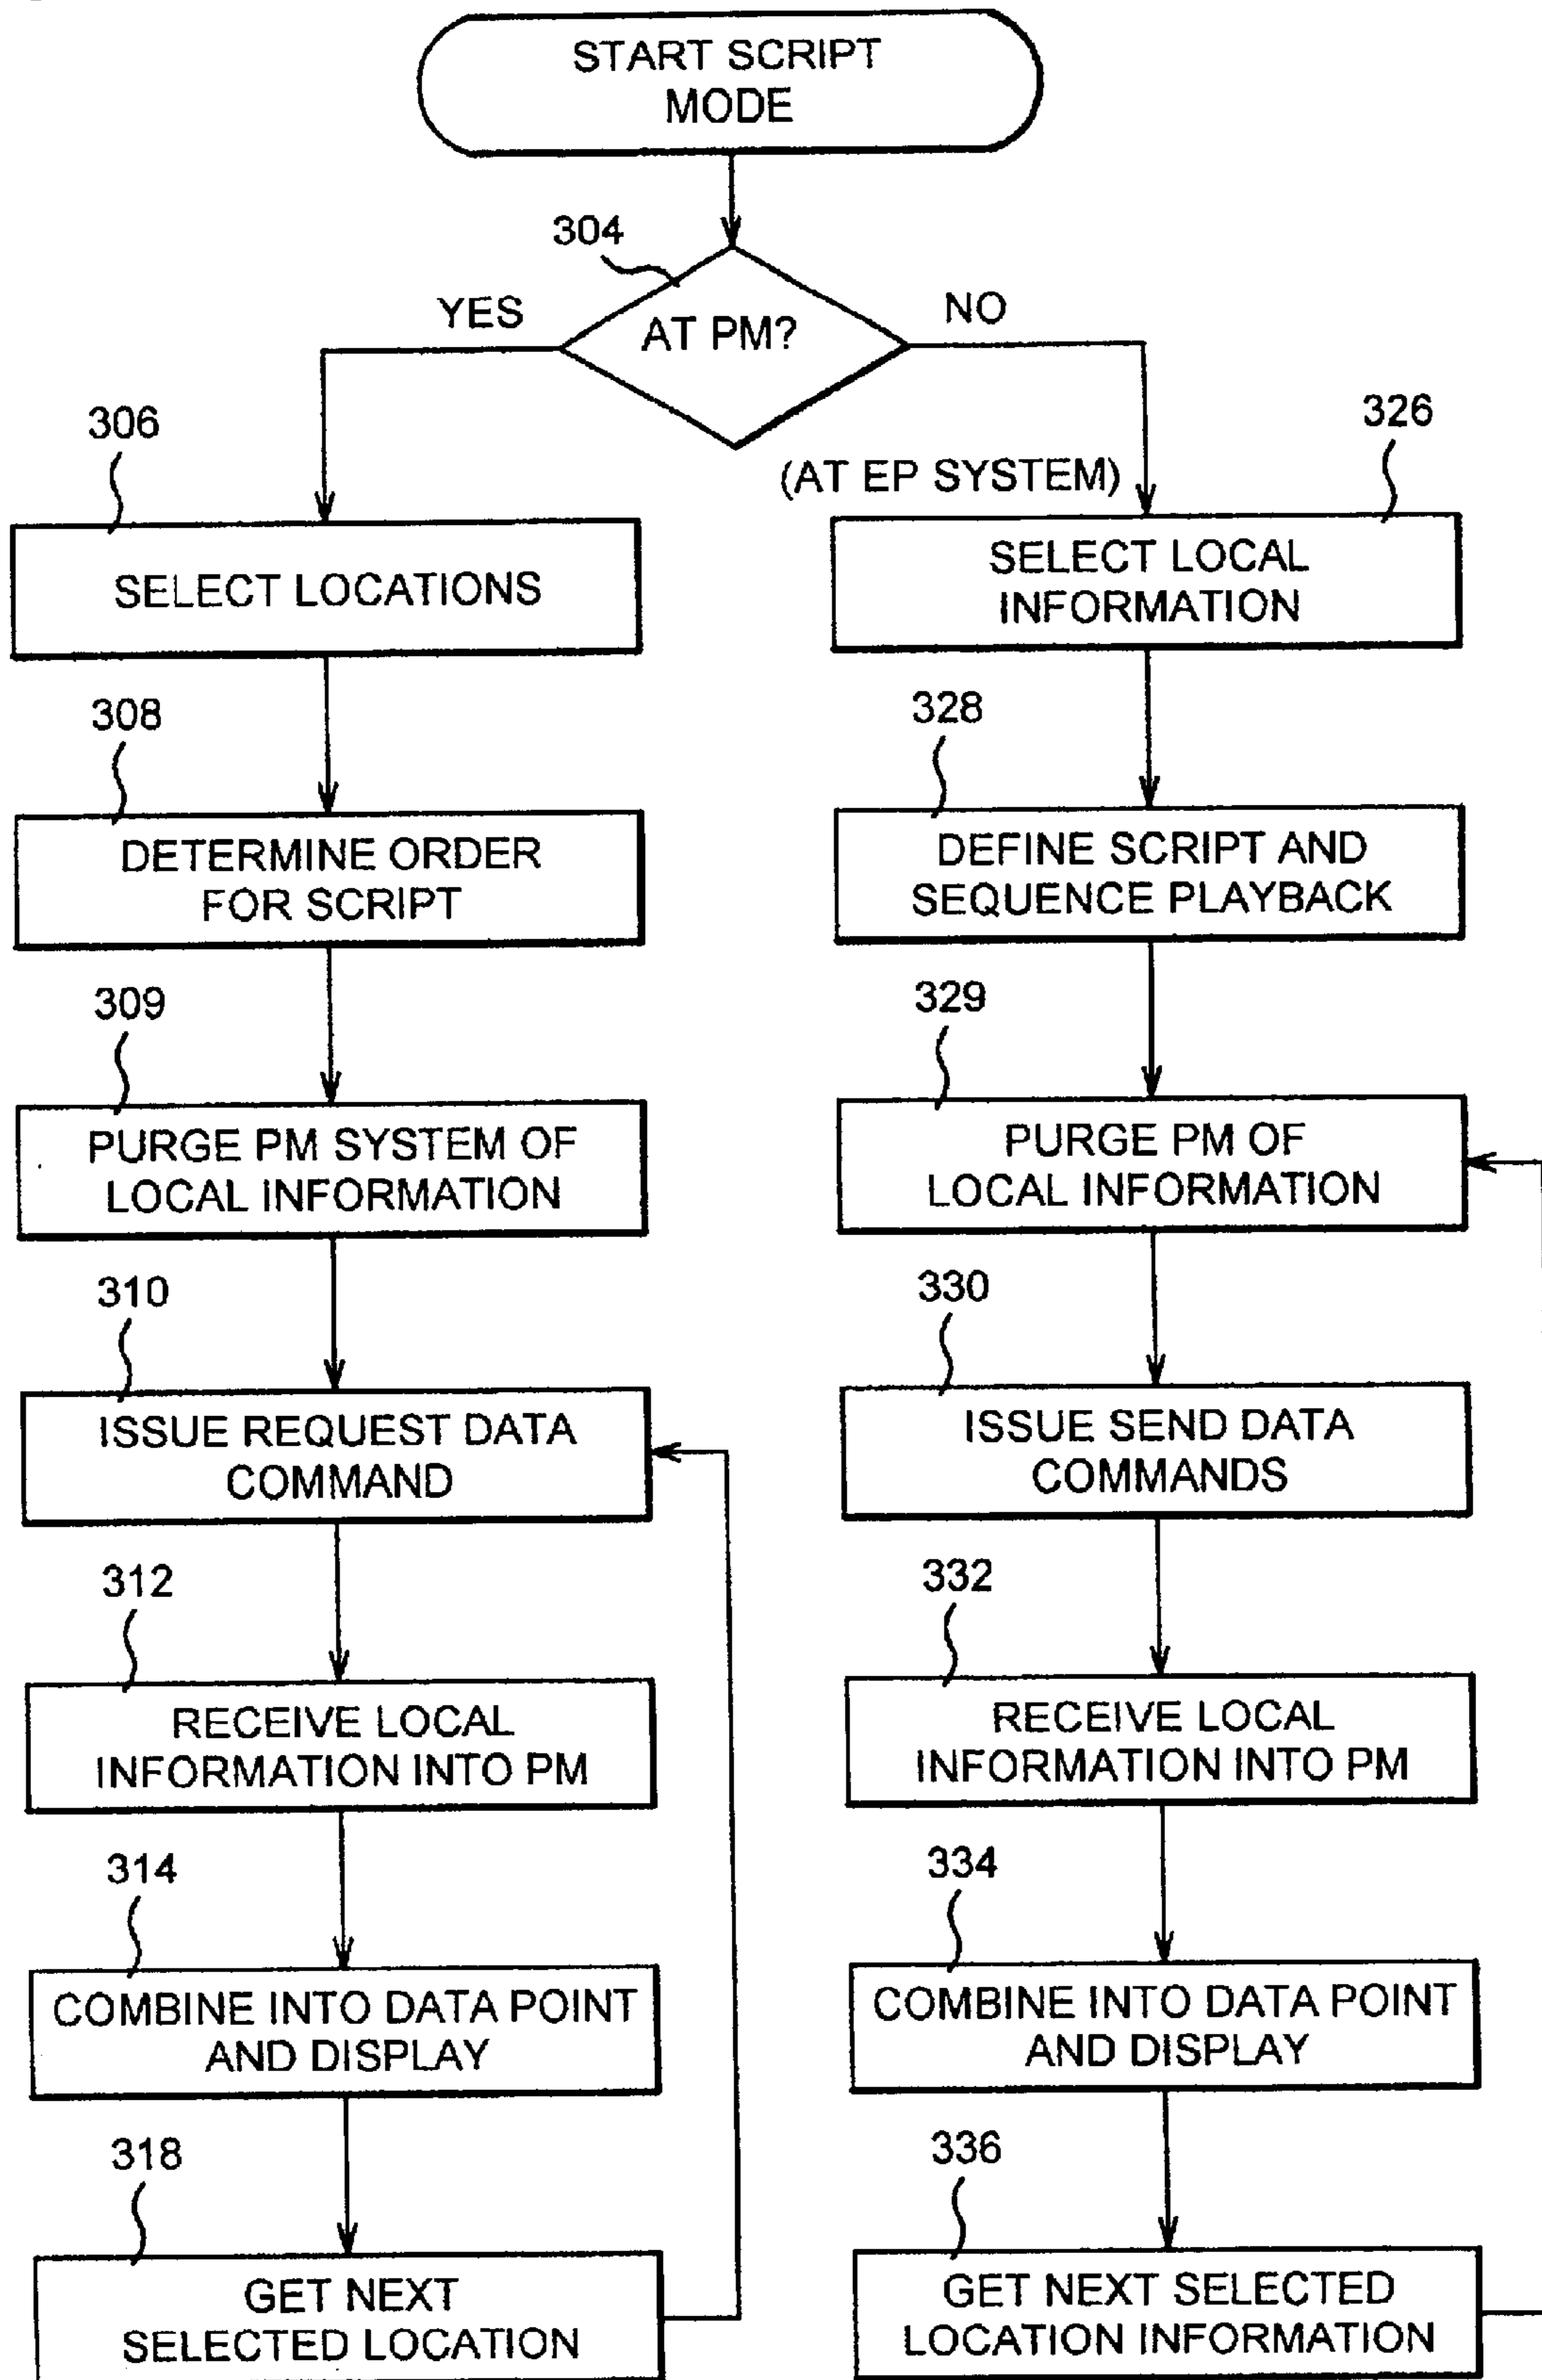 START SCRIPT
MODE
304
YES
AT PM?
NO
306
(AT EP SYSTEM)
326
SELECT LOCATIONS
SELECT LOCAL
INFORMATION
308
328
DETERMINE ORDER
FOR SCRIPT
DEFINE SCRIPT AND
SEQUENCE PLAYBACK
309
329
PURGE PM SYSTEM OF
LOCAL INFORMATION
PURGE PM OF
LOCAL INFORMATION
310
330
ISSUE REQUEST DATA
COMMAND
ISSUE SEND DATA
COMMANDS
312
332
RECEIVE LOCAL
INFORMATION INTO PM
RECEIVE LOCAL
INFORMATION INTO PM
314
334
COMBINE INTO DATA POINT
AND DISPLAY
COMBINE INTO DATA POINT
AND DISPLAY
318
336
GET NEXT
SELECTED LOCATION
GET NEXT SELECTED
LOCATION INFORMATION